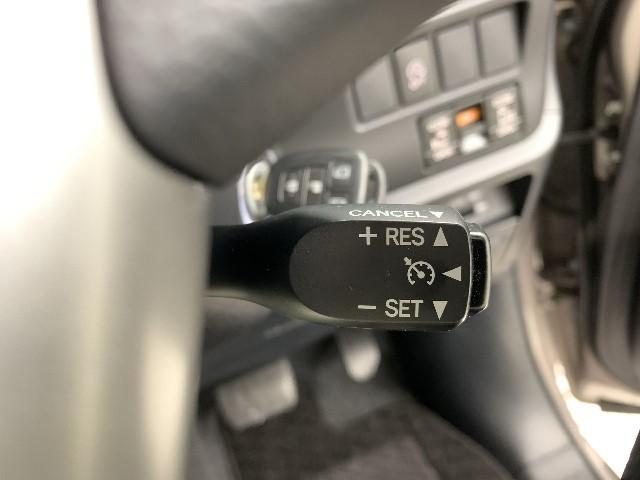 CANCEL ▼
+ RES ▲
◄
− SET ▼